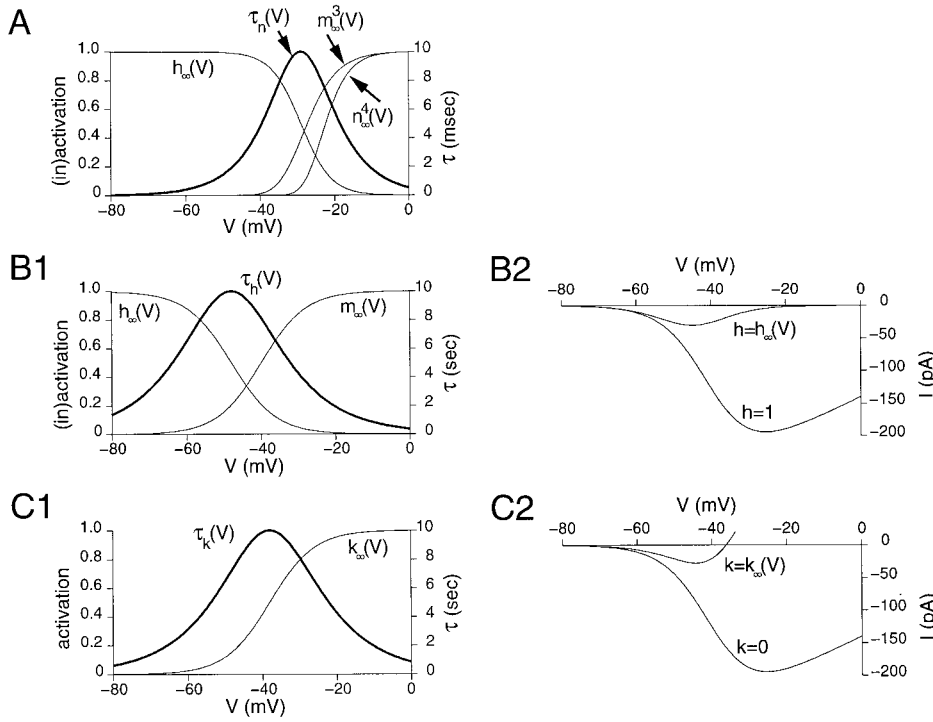 A
τn(V)
m∞³(V)
h∞(V)
n∞⁴(V)
(in)activation
1.0
0.8
0.6
0.4
0.2
0
10
8
6
4
2
0
τ (msec)
−80
−60
−40
−20
0
V (mV)
B1
τh(V)
h∞(V)
m∞(V)
(in)activation
1.0
0.8
0.6
0.4
0.2
0
10
8
6
4
2
0
τ (sec)
−80
−60
−40
−20
0
V (mV)
B2
V (mV)
−80
−60
−40
−20
0
0
−50
−100
−150
−200
I (pA)
h=h∞(V)
h=1
C1
τk(V)
k∞(V)
activation
1.0
0.8
0.6
0.4
0.2
0
10
8
6
4
2
0
τ (sec)
−80
−60
−40
−20
0
V (mV)
C2
V (mV)
−80
−60
−40
−20
0
0
−50
−100
−150
−200
I (pA)
k=k∞(V)
k=0